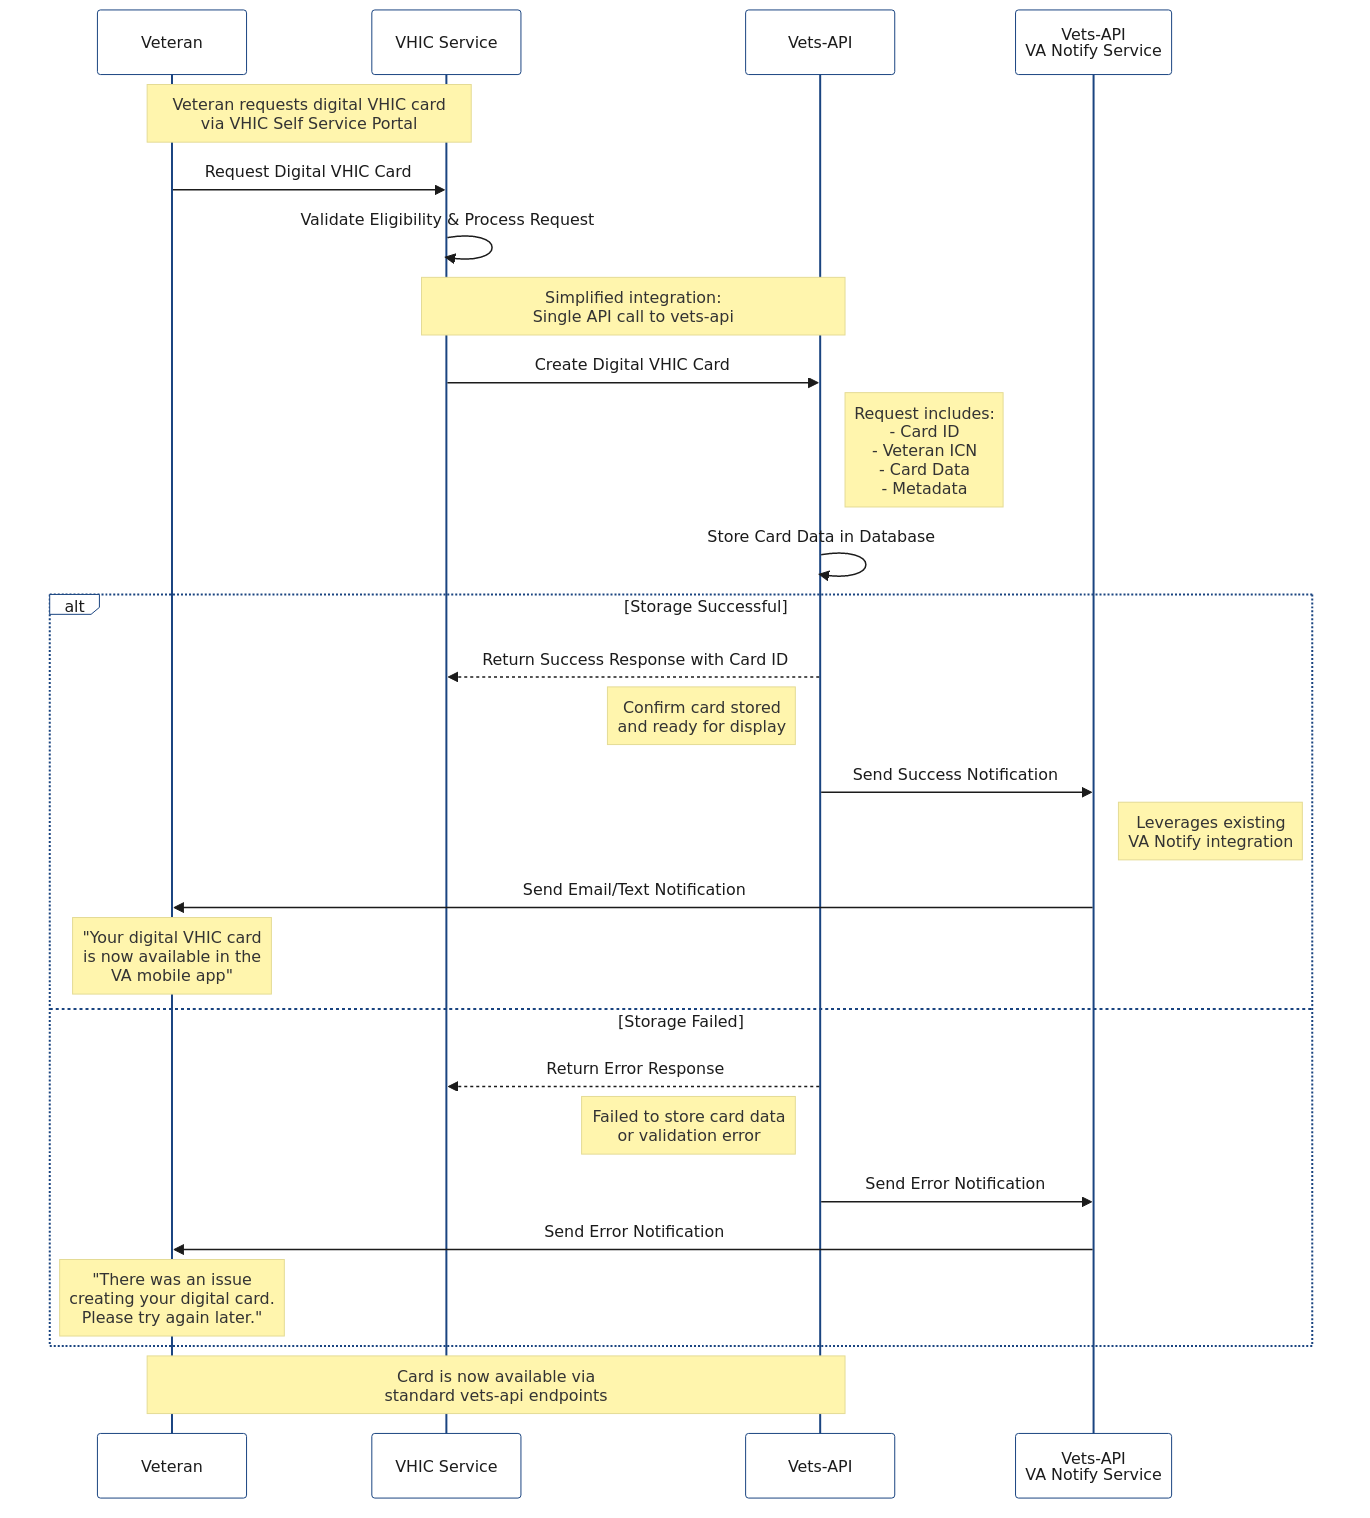 Veteran
VHIC Service
Vets-API
Vets-API
VA Notify Service
Veteran requests digital VHIC card
via VHIC Self Service Portal
Request Digital VHIC Card
Validate Eligibility & Process Request
Simplified integration:
Single API call to vets-api
Create Digital VHIC Card
Request includes:
- Card ID
- Veteran ICN
- Card Data
- Metadata
Store Card Data in Database
alt
[Storage Successful]
Return Success Response with Card ID
Confirm card stored
and ready for display
Send Success Notification
Leverages existing
VA Notify integration
Send Email/Text Notification
"Your digital VHIC card
is now available in the
VA mobile app"
[Storage Failed]
Return Error Response
Failed to store card data
or validation error
Send Error Notification
Send Error Notification
"There was an issue
creating your digital card.
Please try again later."
Card is now available via
standard vets-api endpoints
Veteran
VHIC Service
Vets-API
Vets-API
VA Notify Service